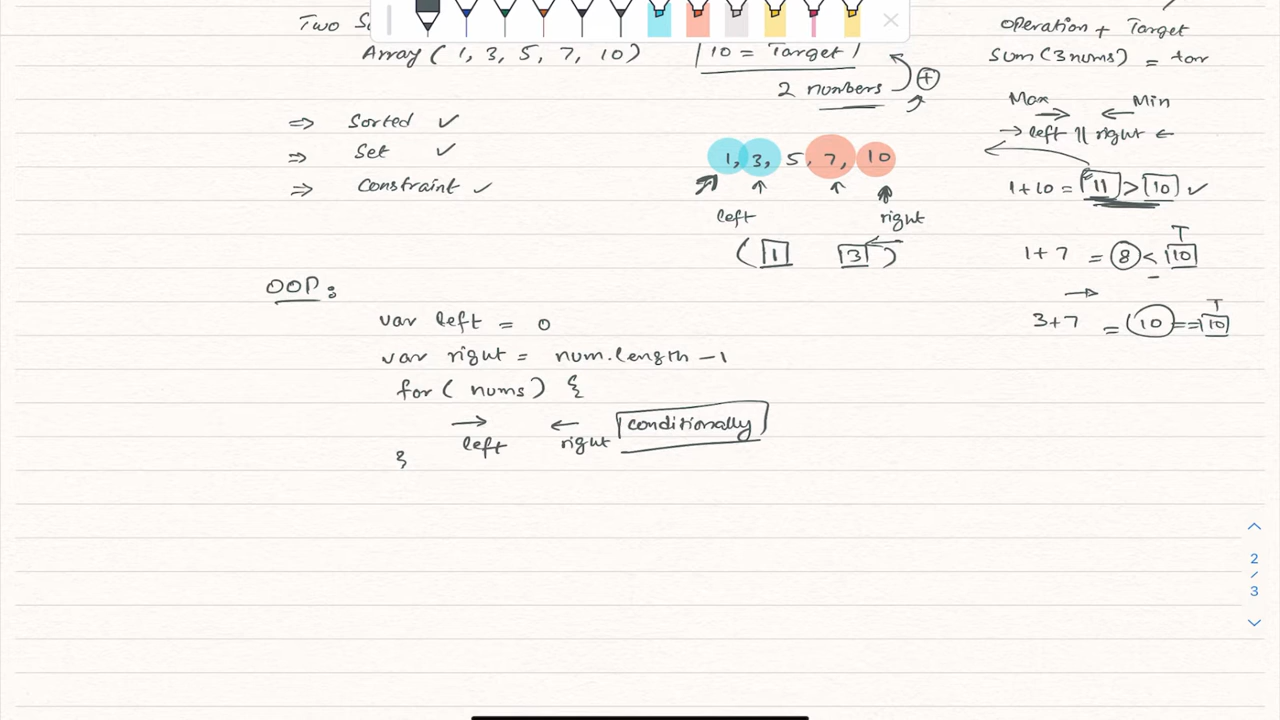 Two
Array ( 1, 3, 5, 7, 10 )
10 = Target
2 numbers
+
operation + Target
Sum (3 nums) = tar
Max Min
left || right
⇒ Sorted ✓
⇒ Set ✓
⇒ Constraint ✓
1, 3, 5, 7, 10
left right
( 1 3 )
1 + 10 = 11 > 10 ✓
T
1 + 7 = 8 < 10
T
3 + 7 = 10 == 10
OOP :
var left = 0
var right = num.length - 1
for ( nums ) {
→ left ← right conditionally
}
2
/
3